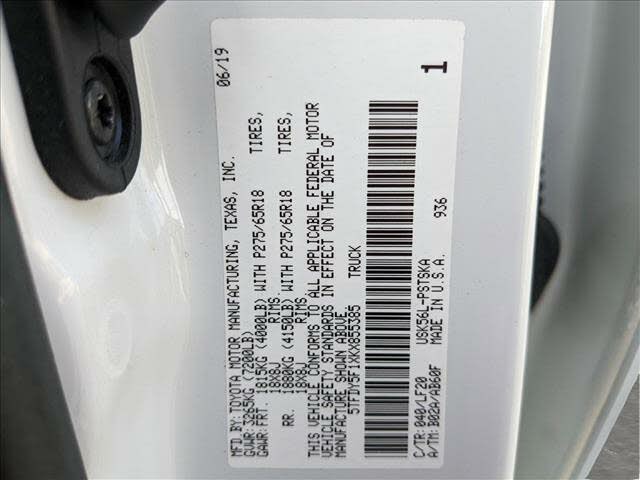 MFD.BY: TOYOTA MOTOR MANUFACTURING, TEXAS, INC. 06/19
GVWR: 3265KG (7200LB)
GAWR: FRT. 1815KG (4000LB) WITH P275/65R18 TIRES,
18X8J RIMS,
RR. 1880KG (4150LB) WITH P275/65R18 TIRES,
18X8J RIMS.
THIS VEHICLE CONFORMS TO ALL APPLICABLE FEDERAL MOTOR
VEHICLE SAFETY STANDARDS IN EFFECT ON THE DATE OF
MANUFACTURE SHOWN ABOVE.
5TFDY5F1XKX855385 TRUCK
1
C/TR: 040/LF20 USK56L-PSTSKA 936
A/TM: B02A/AB60F MADE IN U.S.A.